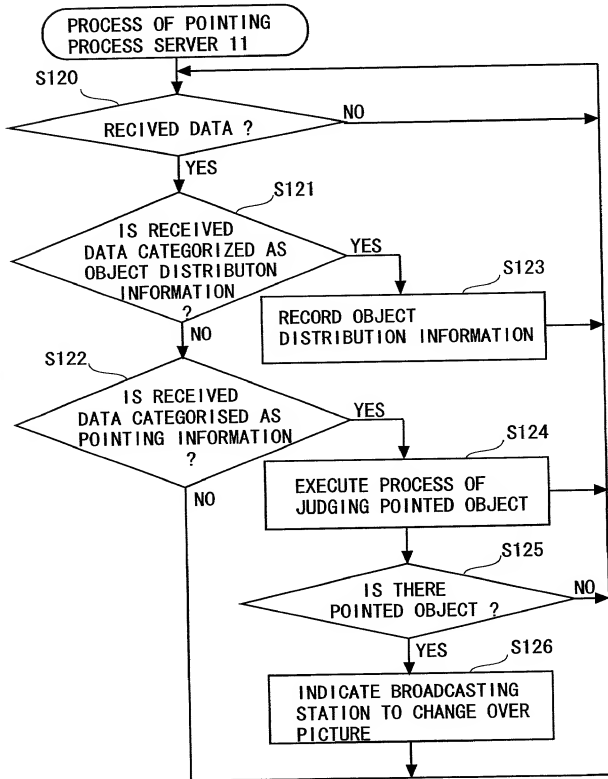 PROCESS OF POINTING
PROCESS SERVER 11
S120
RECIVED DATA ?
NO
YES
S121
IS RECEIVED
DATA CATEGORIZED AS
OBJECT DISTRIBUTON
INFORMATION
?
YES
NO
S123
RECORD OBJECT
DISTRIBUTION INFORMATION
S122
IS RECEIVED
DATA CATEGORISED AS
POINTING INFORMATION
?
YES
NO
S124
EXECUTE PROCESS OF
JUDGING POINTED OBJECT
S125
IS THERE
POINTED OBJECT ?
NO
YES
S126
INDICATE BROADCASTING
STATION TO CHANGE OVER
PICTURE